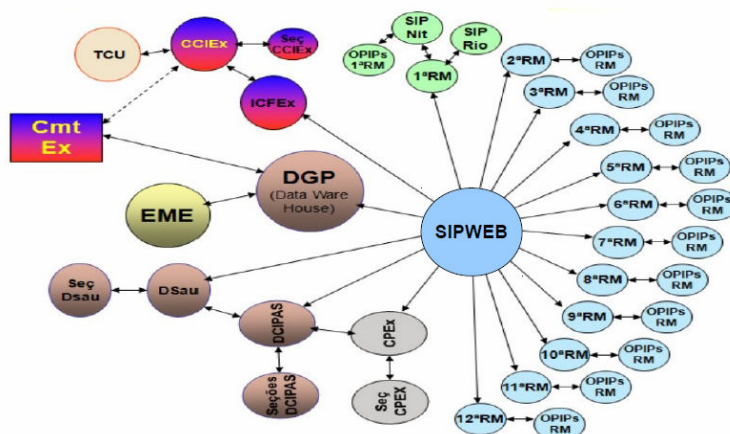 TCU
CCIEx
Seç
CCIEx
ICFEx
Cmt
Ex
DGP
(Data Ware
House)
EME
Seç
Dsau
DSau
DCIPAS
Seções
DCIPAS
CPEx
Seç
CPEX
SIPWEB
SIP
Nit
SIP
Rio
OPIPs
1ªRM
1ªRM
2ªRM
OPIPs
RM
3ªRM
OPIPs
RM
4ªRM
OPIPs
RM
5ªRM
OPIPs
RM
6ªRM
OPIPs
RM
7ªRM
OPIPs
RM
8ªRM
OPIPs
RM
9ªRM
OPIPs
RM
10ªRM
OPIPs
RM
11ªRM
OPIPs
RM
12ªRM
OPIPs
RM